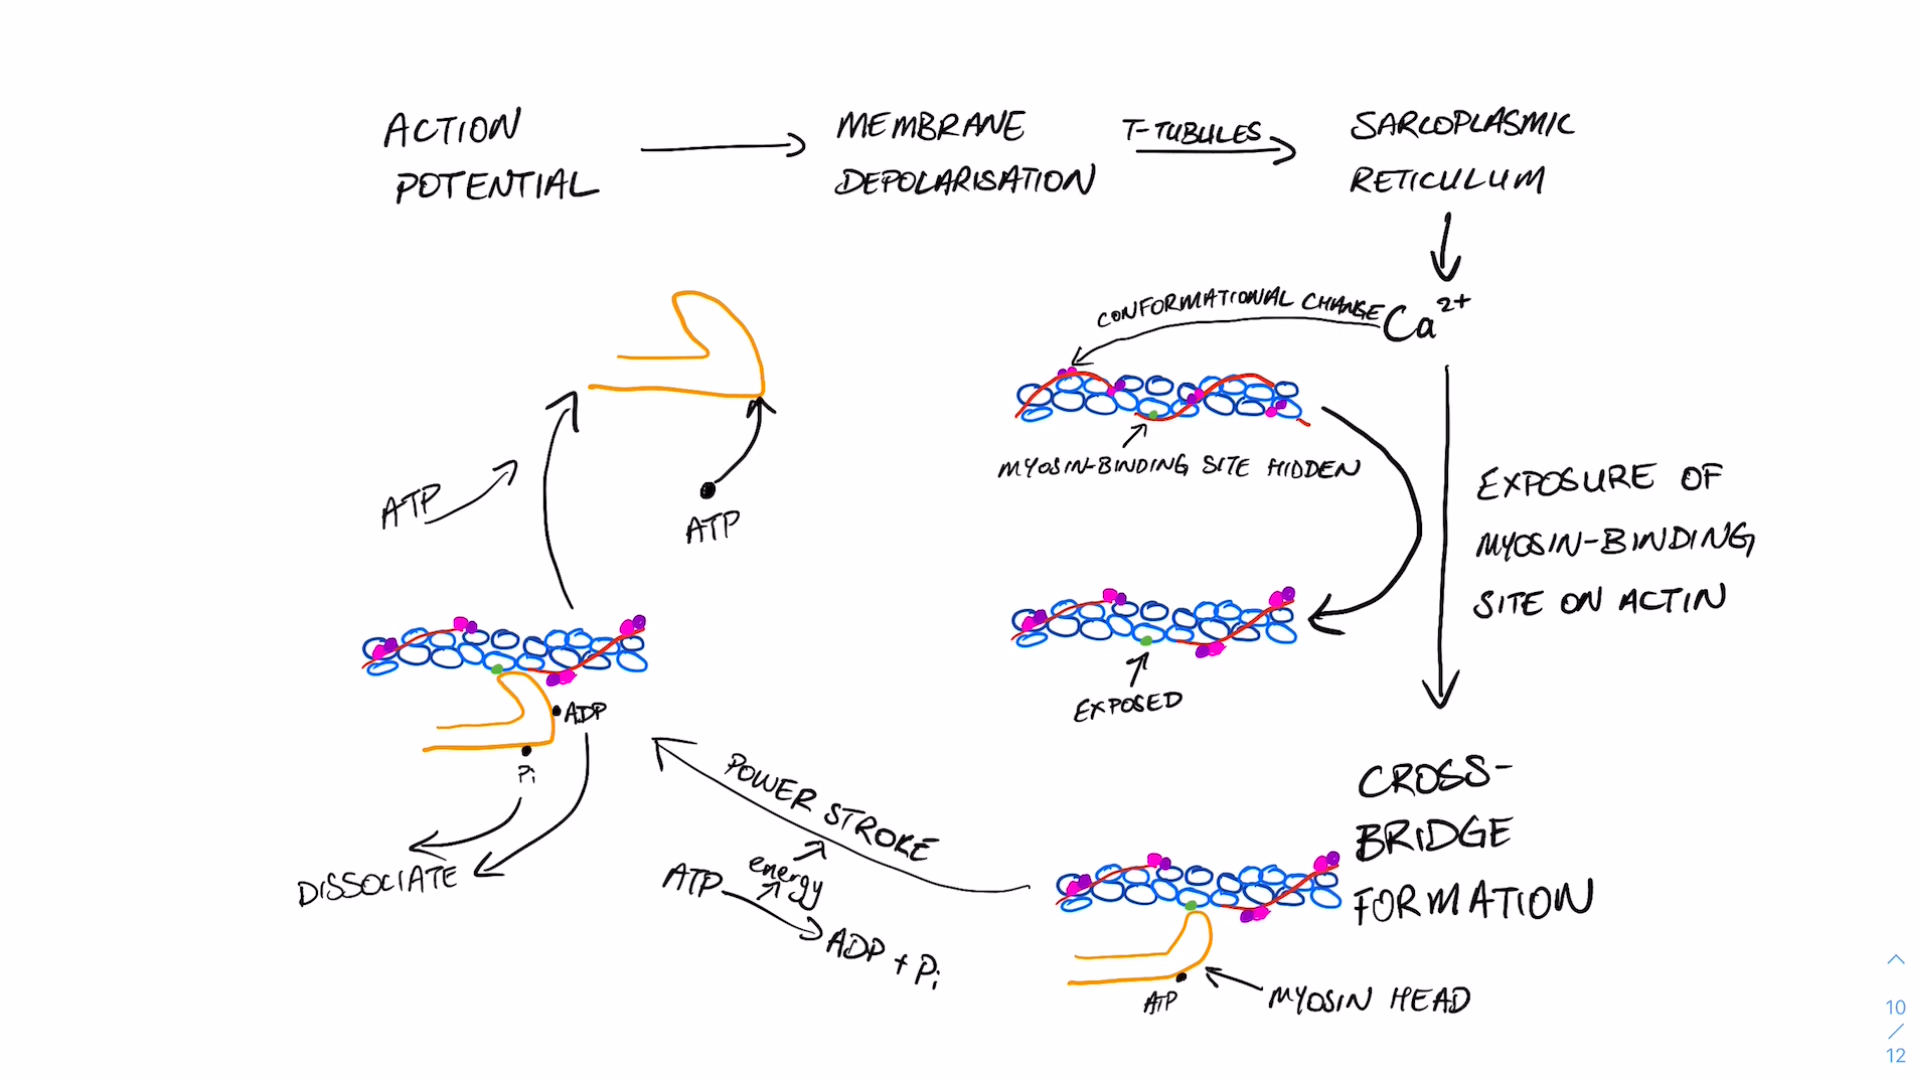 ACTION
POTENTIAL
MEMBRANE
DEPOLARISATION
T-TUBULES
SARCOPLASMIC
RETICULUM
Ca²⁺
CONFORMATIONAL CHANGE
MYOSIN-BINDING SITE HIDDEN
EXPOSURE OF
MYOSIN-BINDING
SITE ON ACTIN
EXPOSED
CROSS-
BRIDGE
FORMATION
ATP
MYOSIN HEAD
POWER STROKE
energy
ATP
ADP + Pi
ADP
Pi
DISSOCIATE
ATP
ATP
10
/
12